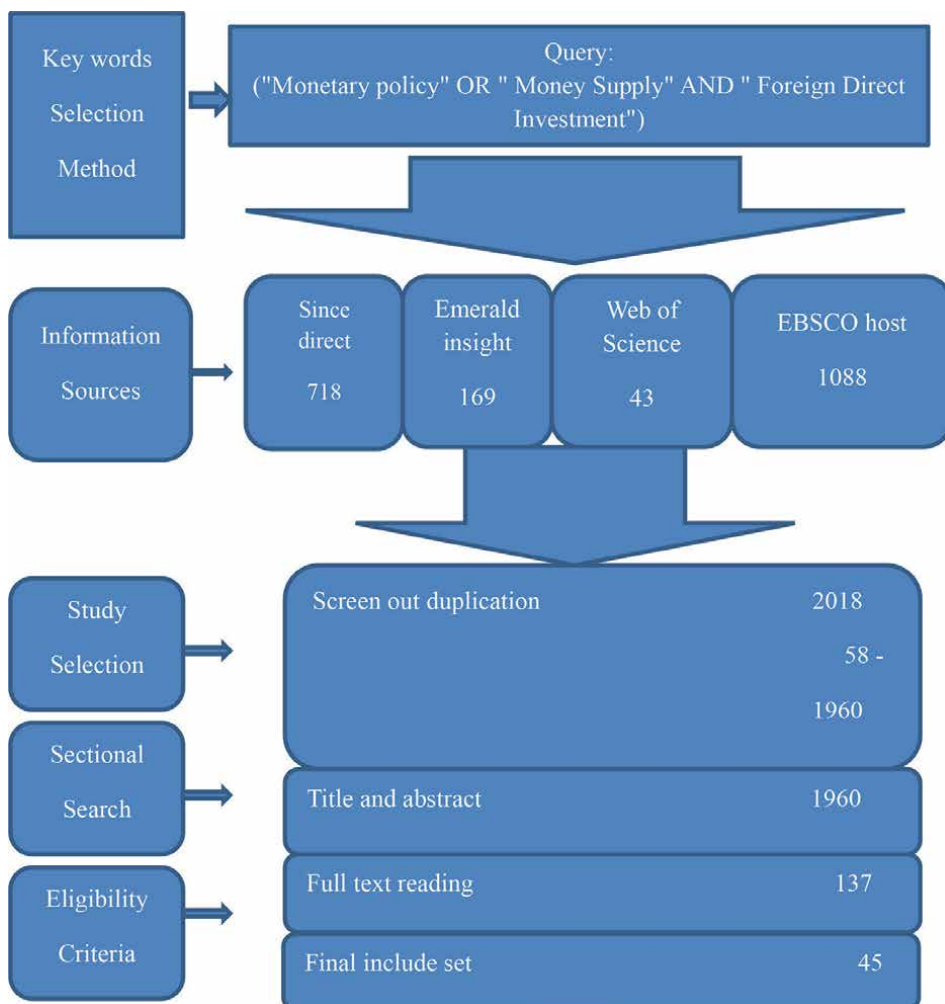 Key words
Selection
Method
Query:
("Monetary policy" OR " Money Supply" AND " Foreign Direct
Investment")
Information
Sources
Since
direct
718
Emerald
insight
169
Web of
Science
43
EBSCO host
1088
Study
Selection
Screen out duplication 2018
58 -
1960
Sectional
Search
Title and abstract 1960
Eligibility
Criteria
Full text reading 137
Final include set 45